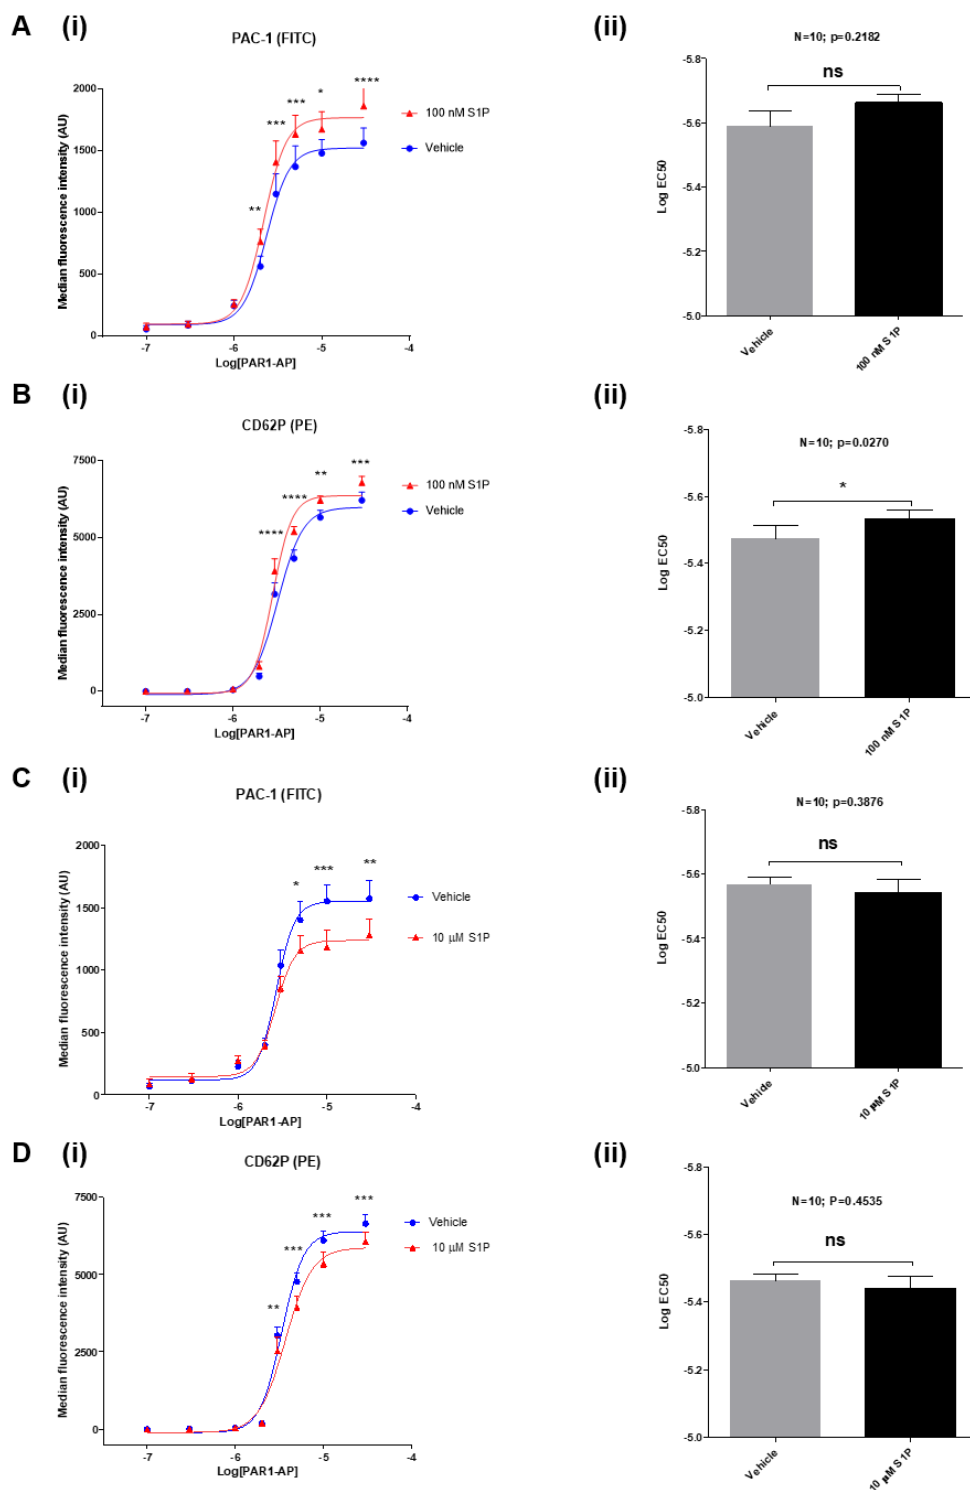 A (i) (ii)
PAC-1 (FITC)
N=10; p=0.2182
Median fluorescence intensity (AU)
2000
1500
1000
500
0
** *** *** * ****
100 nM S1P
Vehicle
-7 -6 -5 -4
Log[PAR1-AP]
Log EC50
-5.8
-5.6
-5.4
-5.2
-5.0
ns
Vehicle 100 nM S1P
B (i) (ii)
CD62P (PE)
N=10; p=0.0270
Median fluorescence intensity (AU)
7500
5000
2500
0
**** **** ** ***
100 nM S1P
Vehicle
-7 -6 -5 -4
Log[PAR1-AP]
Log EC50
-5.8
-5.6
-5.4
-5.2
-5.0
*
Vehicle 100 nM S1P
C (i) (ii)
PAC-1 (FITC)
N=10; p=0.3876
Median fluorescence intensity (AU)
2000
1500
1000
500
0
* *** **
Vehicle
10 µM S1P
-7 -6 -5 -4
Log[PAR1-AP]
Log EC50
-5.8
-5.6
-5.4
-5.2
-5.0
ns
Vehicle 10 µM S1P
D (i) (ii)
CD62P (PE)
N=10; P=0.4535
Median fluorescence intensity (AU)
7500
5000
2500
0
** *** *** ***
Vehicle
10 µM S1P
-7 -6 -5 -4
Log[PAR1-AP]
Log EC50
-5.8
-5.6
-5.4
-5.2
-5.0
ns
Vehicle 10 µM S1P